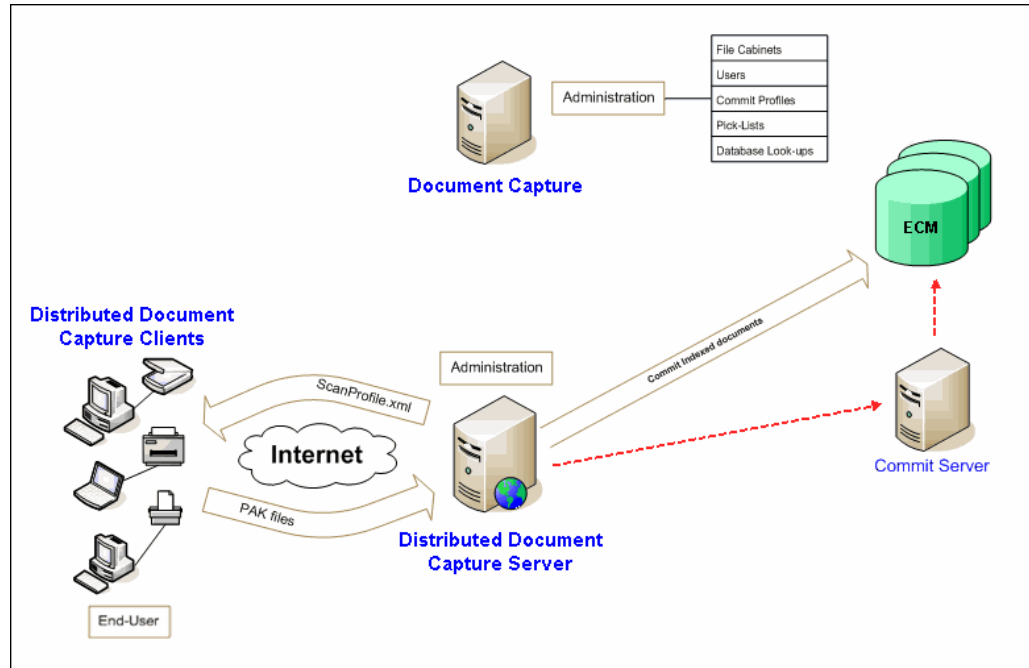 File Cabinets
Users
Administration
Commit Profiles
Pick-Lists
Database Look-ups
Document Capture
ECM
Distributed Document
Capture Clients
Administration
Commit Indexed documents
ScanProfile.xml
Internet
Commit Server
PAK files
Distributed Document
Capture Server
End-User